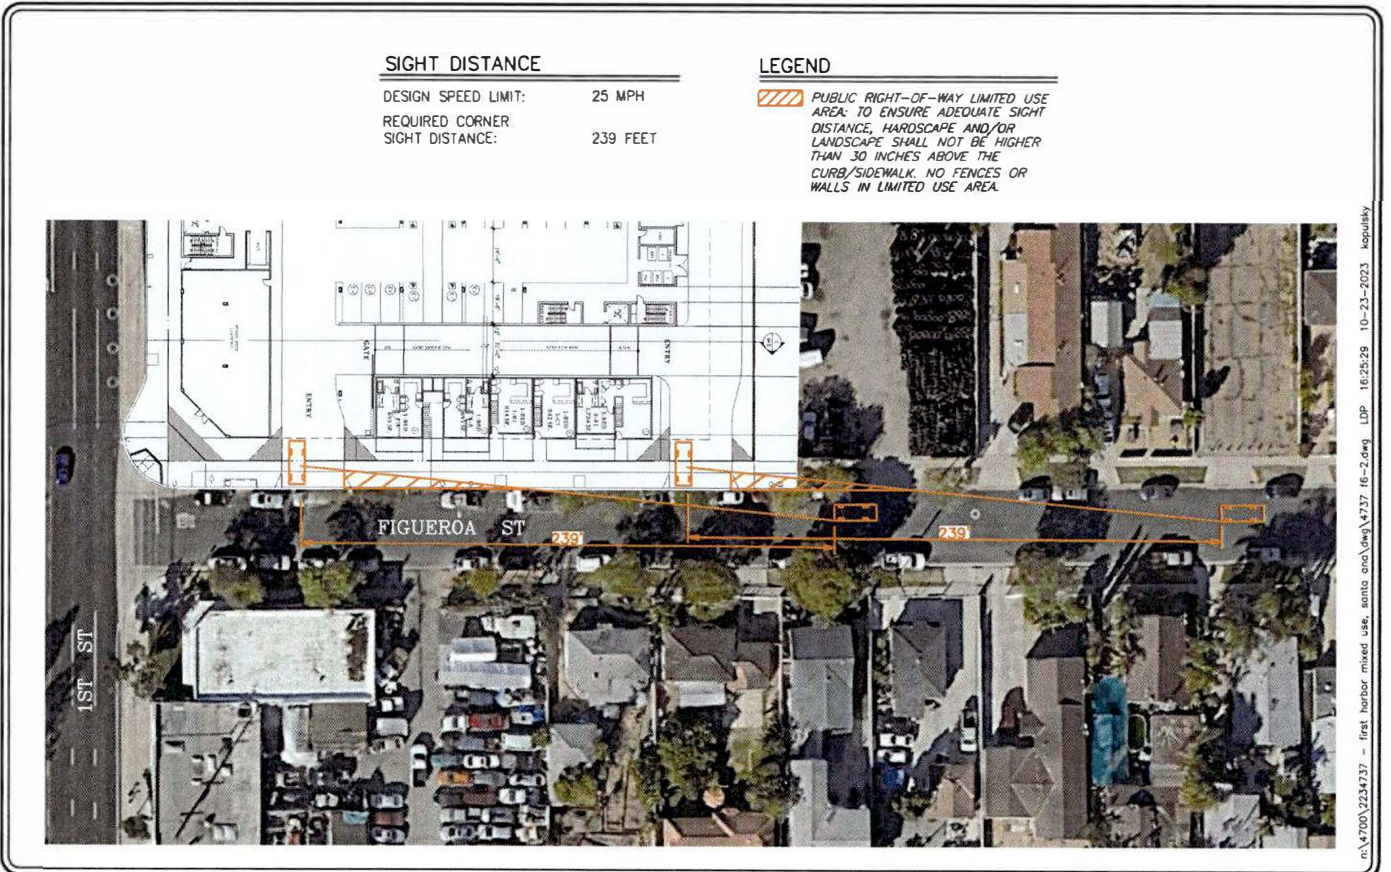 SIGHT DISTANCE
DESIGN SPEED LIMIT: 25 MPH
REQUIRED CORNER
SIGHT DISTANCE: 239 FEET
LEGEND
PUBLIC RIGHT-OF-WAY LIMITED USE
AREA: TO ENSURE ADEQUATE SIGHT
DISTANCE, HARDSCAPE AND/OR
LANDSCAPE SHALL NOT BE HIGHER
THAN 30 INCHES ABOVE THE
CURB/SIDEWALK. NO FENCES OR
WALLS IN LIMITED USE AREA.
GATE
ENTRY
ENTRY
FIGUEROA ST
239'
239'
1ST ST
n:\4700\2234737 - first harbor mixed use, santa ana\dwg\4737 f6-2.dwg LDP 16:25:29 10-23-2023 kopulsky